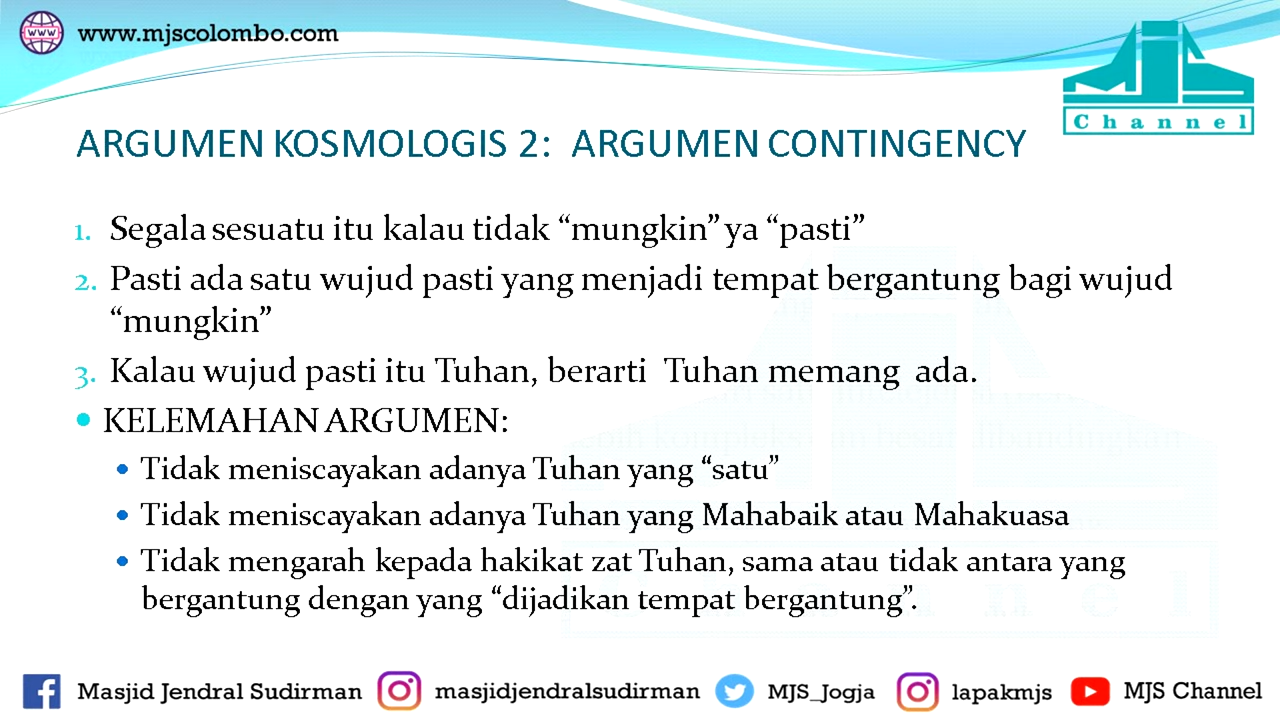 www.mjscolombo.com
MJS
Channel
ARGUMEN KOSMOLOGIS 2: ARGUMEN CONTINGENCY
1. Segala sesuatu itu kalau tidak “mungkin” ya “pasti”
2. Pasti ada satu wujud pasti yang menjadi tempat bergantung bagi wujud
“mungkin”
3. Kalau wujud pasti itu Tuhan, berarti Tuhan memang ada.
• KELEMAHAN ARGUMEN:
• Tidak meniscayakan adanya Tuhan yang “satu”
• Tidak meniscayakan adanya Tuhan yang Mahabaik atau Mahakuasa
• Tidak mengarah kepada hakikat zat Tuhan, sama atau tidak antara yang
bergantung dengan yang “dijadikan tempat bergantung”.
Masjid Jendral Sudirman masjidjendralsudirman MJS_Jogja lapakmjs MJS Channel